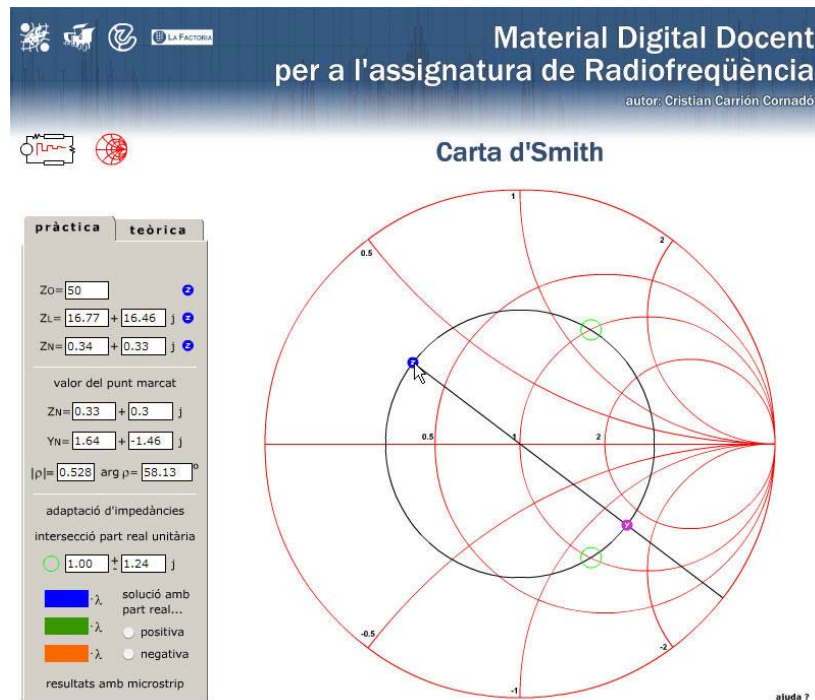 LA FACTORIA
Material Digital Docent
per a l'assignatura de Radiofreqüència
autor: Cristian Carrión Cornadó
Carta d'Smith
pràctica teòrica
Zo= 50 z
ZL= 16.77 + 16.46 j z
ZN= 0.34 + 0.33 j z
valor del punt marcat
ZN= 0.33 + 0.3 j
YN= 1.64 + -1.46 j
|ρ|= 0.528 arg ρ= 58.13 º
adaptació d'impedàncies
intersecció part real unitària
1.00 ± 1.24 j
·λ solució amb
part real...
·λ positiva
·λ negativa
resultats amb microstrip
1
0.5 2
z
0.5 1 2
Y
-0.5 -2
-1
ajuda ?